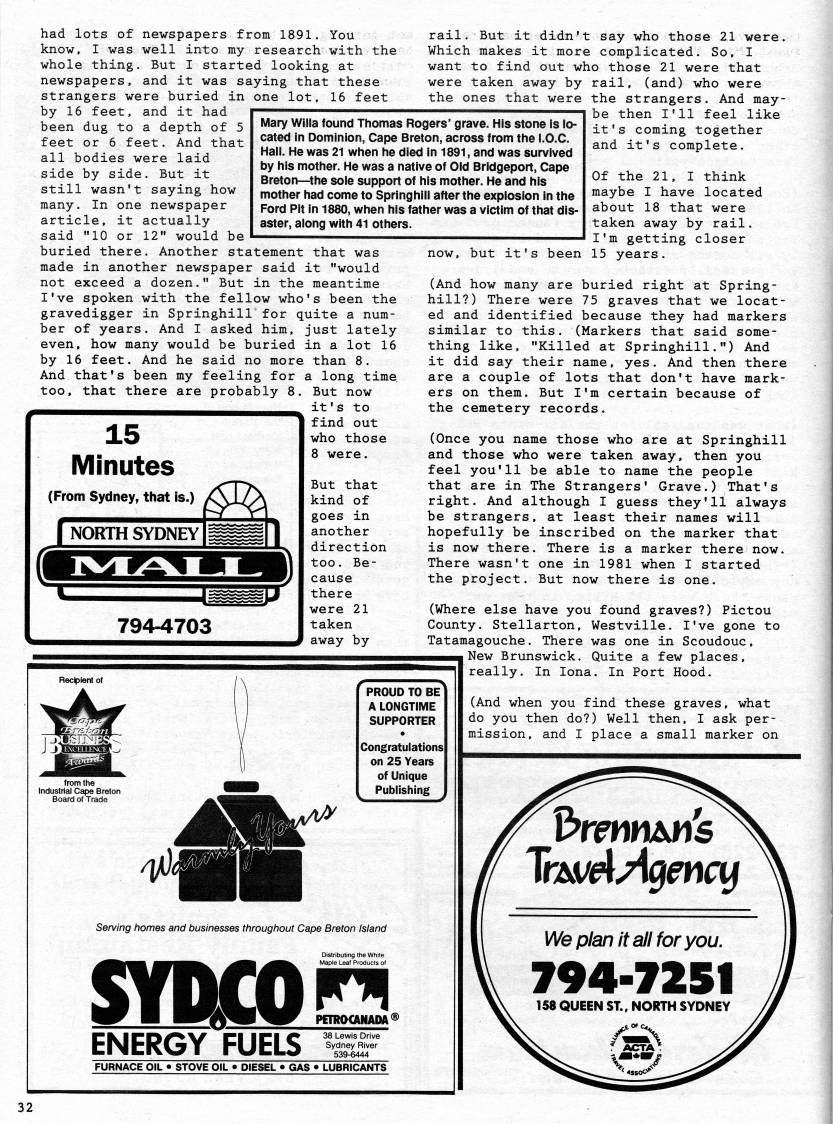 had lots of newspapers from 1891. You
know, I was well into my research with the
whole thing. But I started looking at
newspapers, and it was saying that these
strangers were buried in one lot, 16 feet
by 16 feet, and it had
been dug to a depth of 5
feet or 6 feet. And that
all bodies were laid
side by side. But it
still wasn't saying how
many. In one newspaper
article, it actually
said "10 or 12" would be
buried there. Another statement that was
made in another newspaper said it "would
not exceed a dozen." But in the meantime
I've spoken with the fellow who's been the
gravedigger in Springhill for quite a num-
ber of years. And I asked him, just lately
even, how many would be buried in a lot 16
by 16 feet. And he said no more than 8.
And that's been my feeling for a long time
too, that there are probably 8. But now
it's to
find out
who those
8 were.
But that
kind of
goes in
another
direction
too. Be-
cause
there
were 21
taken
away by
rail. But it didn't say who those 21 were.
Which makes it more complicated. So, I
want to find out who those 21 were that
were taken away by rail, (and) who were
the ones that were the strangers. And may-
be then I'll feel like
it's coming together
and it's complete.
Of the 21, I think
maybe I have located
about 18 that were
taken away by rail.
I'm getting closer
now, but it's been 15 years.
(And how many are buried right at Spring-
hill?) There were 75 graves that we locat-
ed and identified because they had markers
similar to this. (Markers that said some-
thing like, "Killed at Springhill.") And
it did say their name, yes. And then there
are a couple of lots that don't have mark-
ers on them. But I'm certain because of
the cemetery records.
(Once you name those who are at Springhill
and those who were taken away, then you
feel you'll be able to name the people
that are in The Strangers' Grave.) That's
right. And although I guess they'll always
be strangers, at least their names will
hopefully be inscribed on the marker that
is now there. There is a marker there now.
There wasn't one in 1981 when I started
the project. But now there is one.
(Where else have you found graves?) Pictou
County. Stellarton, Westville. I've gone to
Tatamagouche. There was one in Scoudouc,
New Brunswick. Quite a few places,
really. In Iona. In Port Hood.
(And when you find these graves, what
do you then do?) Well then, I ask per-
mission, and I place a small marker on
Mary Willa found Thomas Rogers' grave. His stone is lo-
cated in Dominion, Cape Breton, across from the I.O.C.
Hall. He was 21 when he died in 1891, and was survived
by his mother. He was a native of Old Bridgeport, Cape
Breton—the sole support of his mother. He and his
mother had come to Springhill after the explosion in the
Ford Pit in 1880, when his father was a victim of that dis-
aster, along with 41 others.
15
Minutes
(From Sydney, that is.)
NORTH SYDNEY
MALL
794-4703
Recipient of
Cape
Breton
BUSINESS
EXCELLENCE
Awards
from the
Industrial Cape Breton
Board of Trade
PROUD TO BE
A LONGTIME
SUPPORTER
•
Congratulations
on 25 Years
of Unique
Publishing
Warmly Yours
Serving homes and businesses throughout Cape Breton Island
SYDCO
ENERGY FUELS
Distributing the White
Maple Leaf Products of
PETRO-CANADA ®
38 Lewis Drive
Sydney River
539-6444
FURNACE OIL • STOVE OIL • DIESEL • GAS • LUBRICANTS
Brennan's
Travel Agency
We plan it all for you.
794-7251
158 QUEEN ST., NORTH SYDNEY
ALLIANCE OF CANADIAN
ACTA
TRAVEL ASSOCIATIONS
32